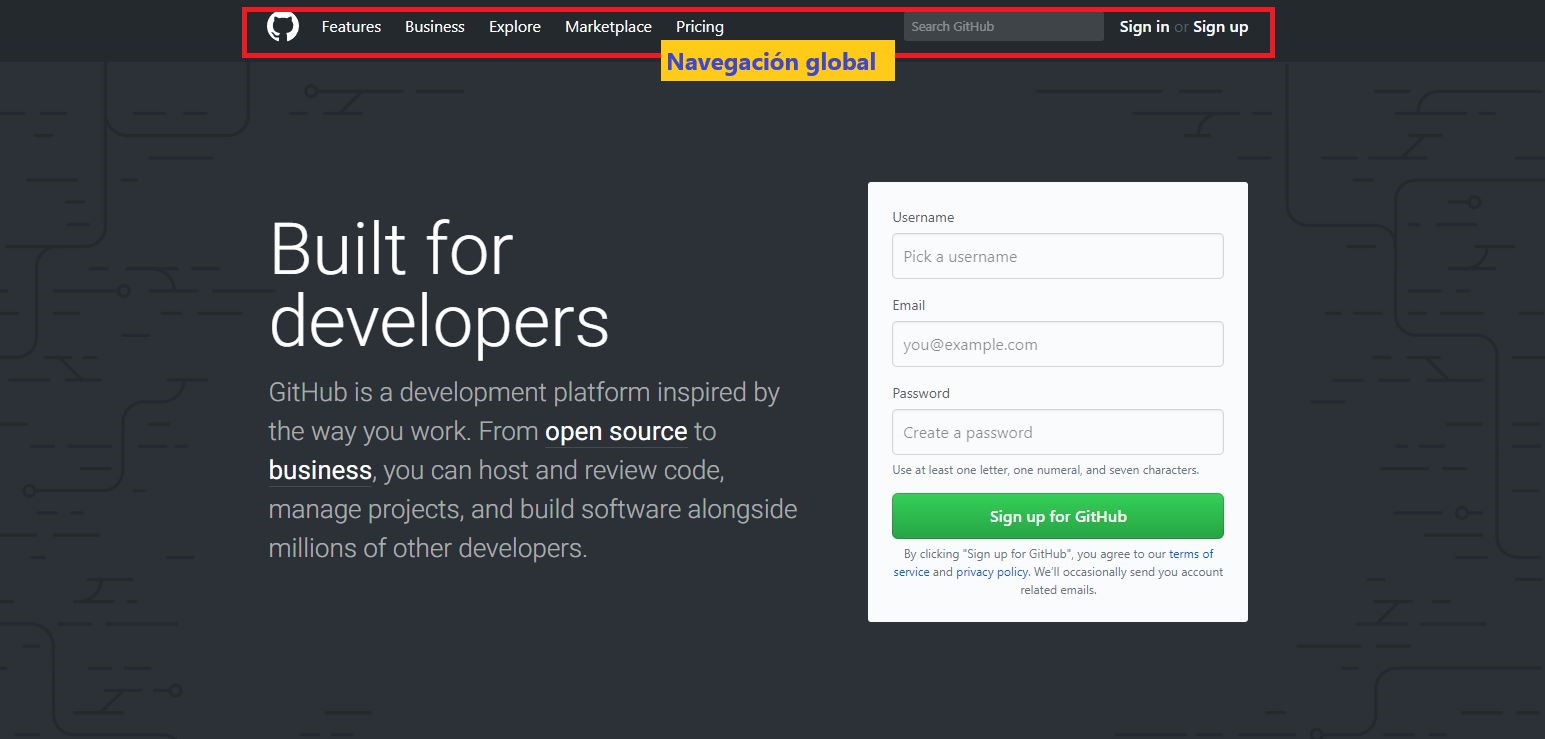 Features Business Explore Marketplace Pricing Search GitHub Sign in or Sign up
Navegación global
Built for
developers
GitHub is a development platform inspired by
the way you work. From open source to
business, you can host and review code,
manage projects, and build software alongside
millions of other developers.
Username
Pick a username
Email
you@example.com
Password
Create a password
Use at least one letter, one numeral, and seven characters.
Sign up for GitHub
By clicking "Sign up for GitHub", you agree to our terms of
service and privacy policy. We'll occasionally send you account
related emails.